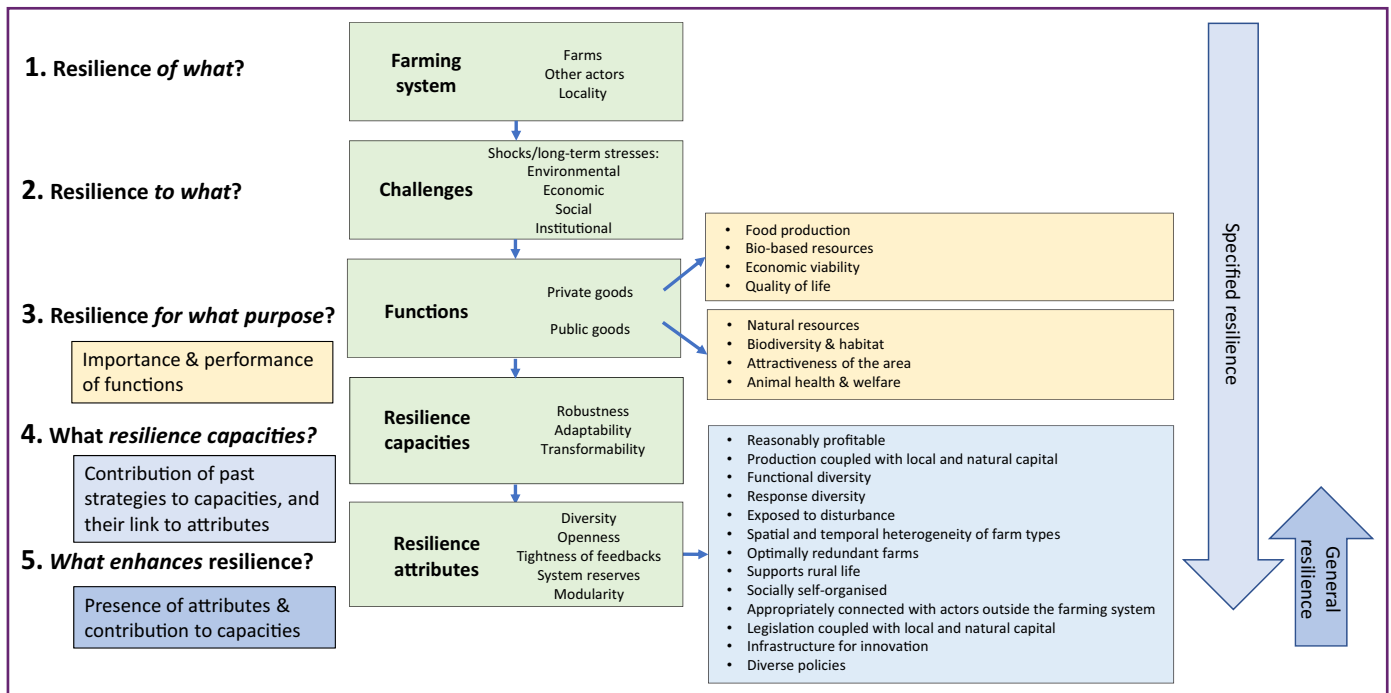 1. Resilience of what?
Farming
system
Farms
Other actors
Locality
2. Resilience to what?
Challenges
Shocks/long-term stresses:
Environmental
Economic
Social
Institutional
3. Resilience for what purpose?
Importance & performance
of functions
Functions
Private goods
Public goods
• Food production
• Bio-based resources
• Economic viability
• Quality of life
• Natural resources
• Biodiversity & habitat
• Attractiveness of the area
• Animal health & welfare
4. What resilience capacities?
Contribution of past
strategies to capacities, and
their link to attributes
Resilience
capacities
Robustness
Adaptability
Transformability
5. What enhances resilience?
Presence of attributes &
contribution to capacities
Resilience
attributes
Diversity
Openness
Tightness of feedbacks
System reserves
Modularity
• Reasonably profitable
• Production coupled with local and natural capital
• Functional diversity
• Response diversity
• Exposed to disturbance
• Spatial and temporal heterogeneity of farm types
• Optimally redundant farms
• Supports rural life
• Socially self-organised
• Appropriately connected with actors outside the farming system
• Legislation coupled with local and natural capital
• Infrastructure for innovation
• Diverse policies
Specified resilience
General
resilience